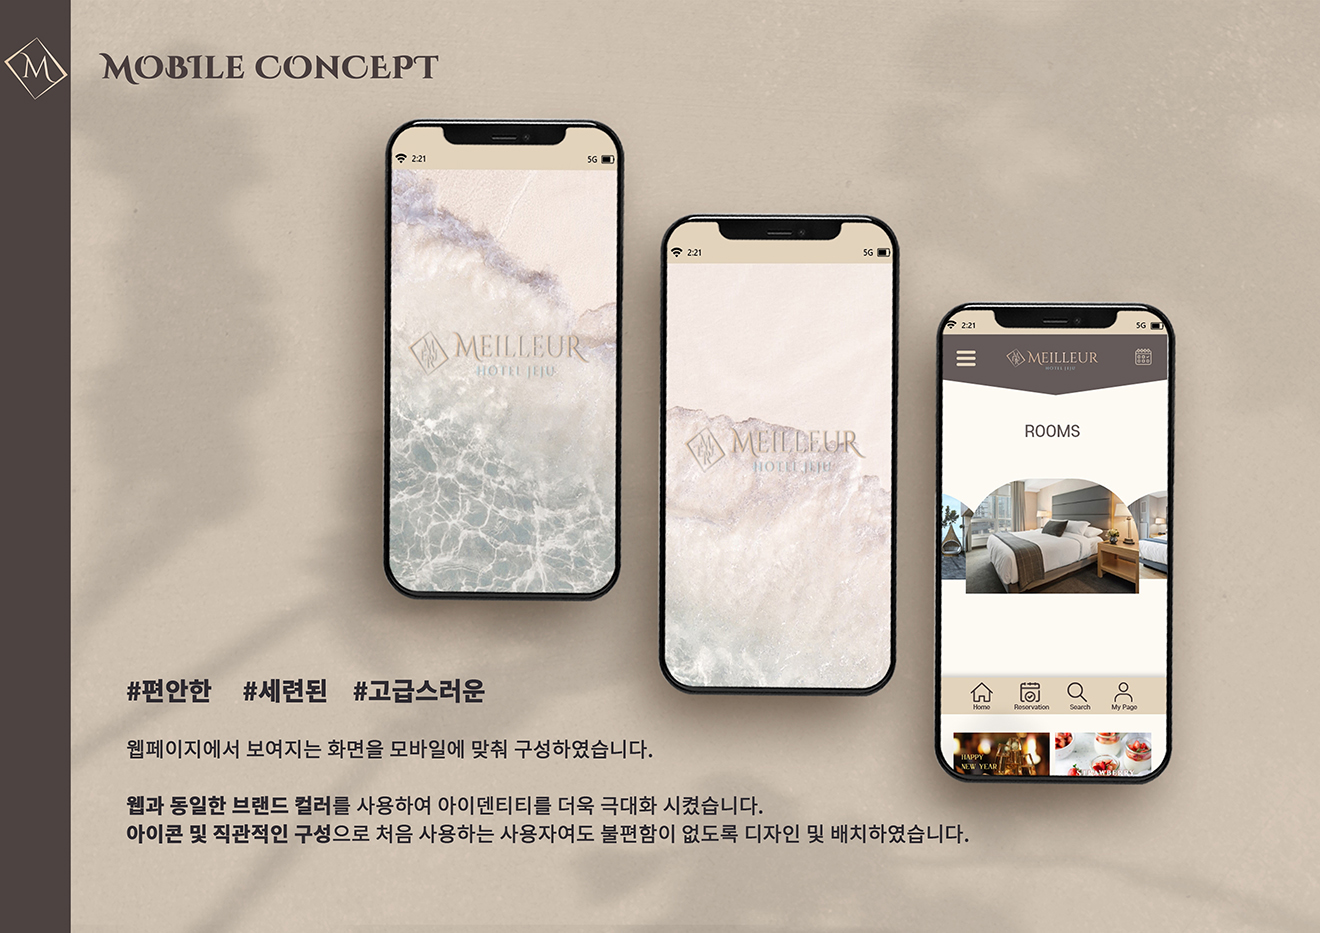 M
MOBILE CONCEPT
2:21
5G
MEILLEUR
HOTEL JEJU
2:21
5G
MEILLEUR
HOTEL JEJU
2:21
5G
MEILLEUR
HOTEL JEJU
ROOMS
Home
Reservation
Search
My Page
HAPPY
NEW YEAR
STRAWBERRY
#편안한 #세련된 #고급스러운
웹페이지에서 보여지는 화면을 모바일에 맞춰 구성하였습니다.
웹과 동일한 브랜드 컬러를 사용하여 아이덴티티를 더욱 극대화 시켰습니다.
아이콘 및 직관적인 구성으로 처음 사용하는 사용자여도 불편함이 없도록 디자인 및 배치하였습니다.